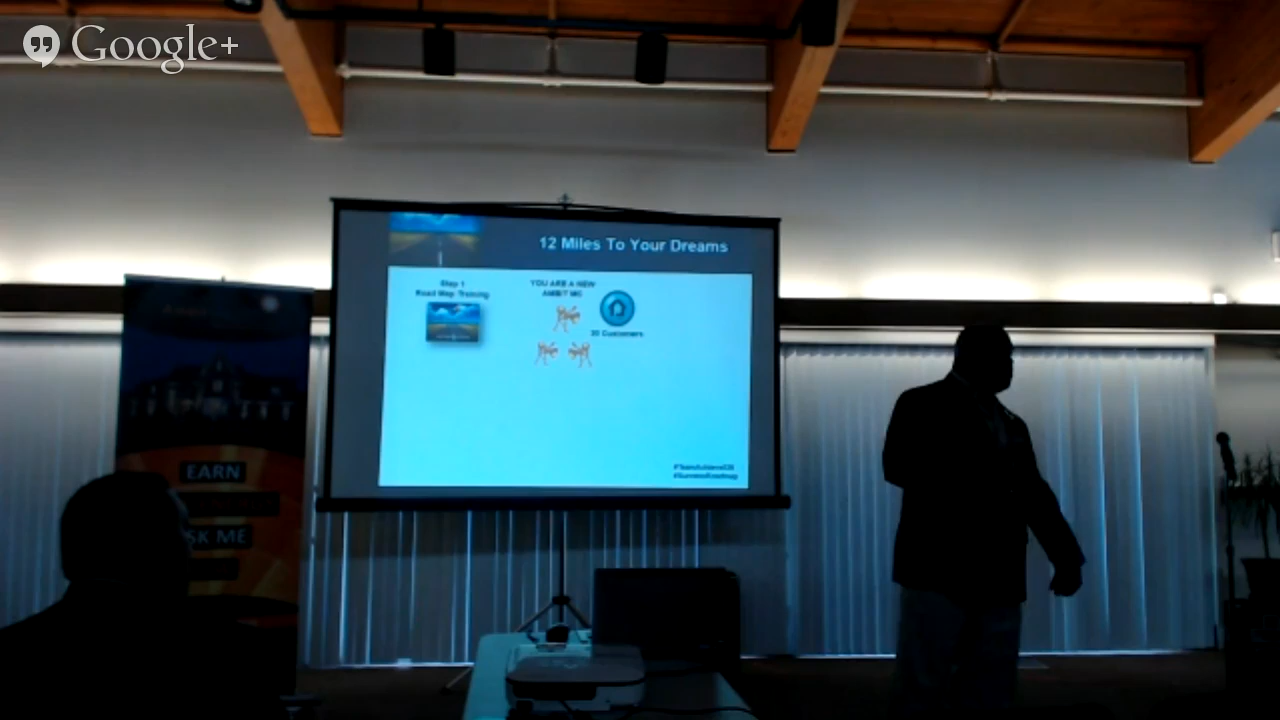 Google+
12 Miles To Your Dreams
Step 1
Road Map Training
YOU ARE A NEW
AMBIT MC
20 Customers
EARN
SK ME